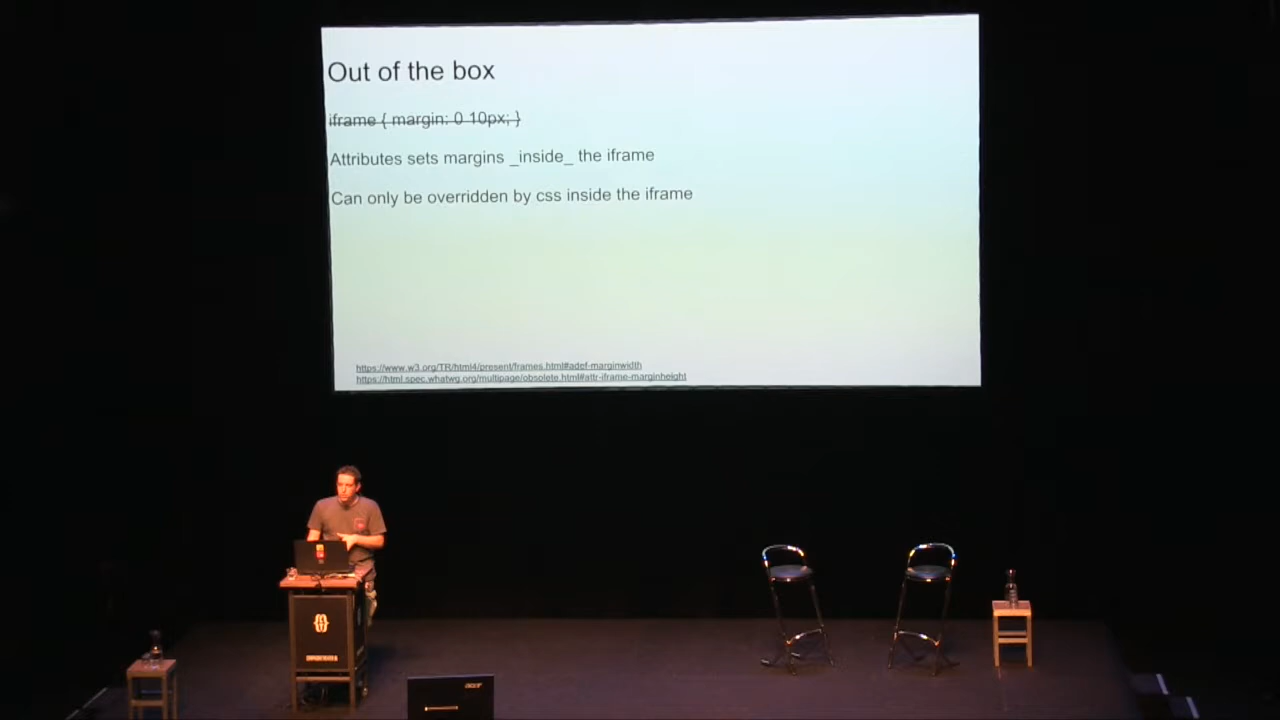 Out of the box
iframe { margin: 0 10px; }
Attributes sets margins _inside_ the iframe
Can only be overridden by css inside the iframe
https://www.w3.org/TR/html4/present/frames.html#adef-marginwidth
https://html.spec.whatwg.org/multipage/obsolete.html#attr-iframe-marginheight
acer